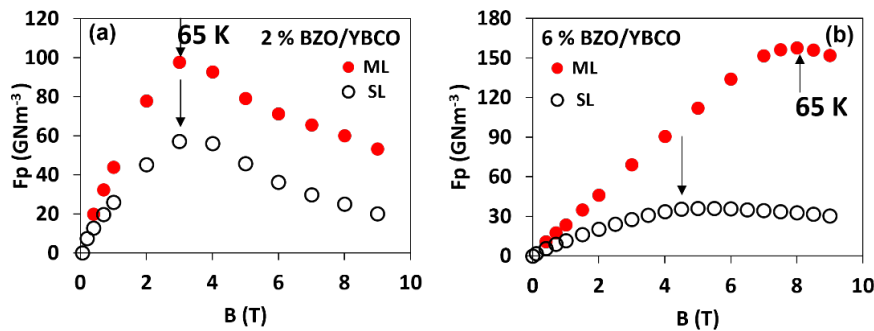 (a)
65 K
2 % BZO/YBCO
ML
SL
Fp (GNm-3)
120
100
80
60
40
20
0
0 2 4 6 8 10
B (T)
6 % BZO/YBCO
(b)
ML
SL
65 K
Fp (GNm-3)
180
150
120
90
60
30
0
0 2 4 6 8 10
B (T)